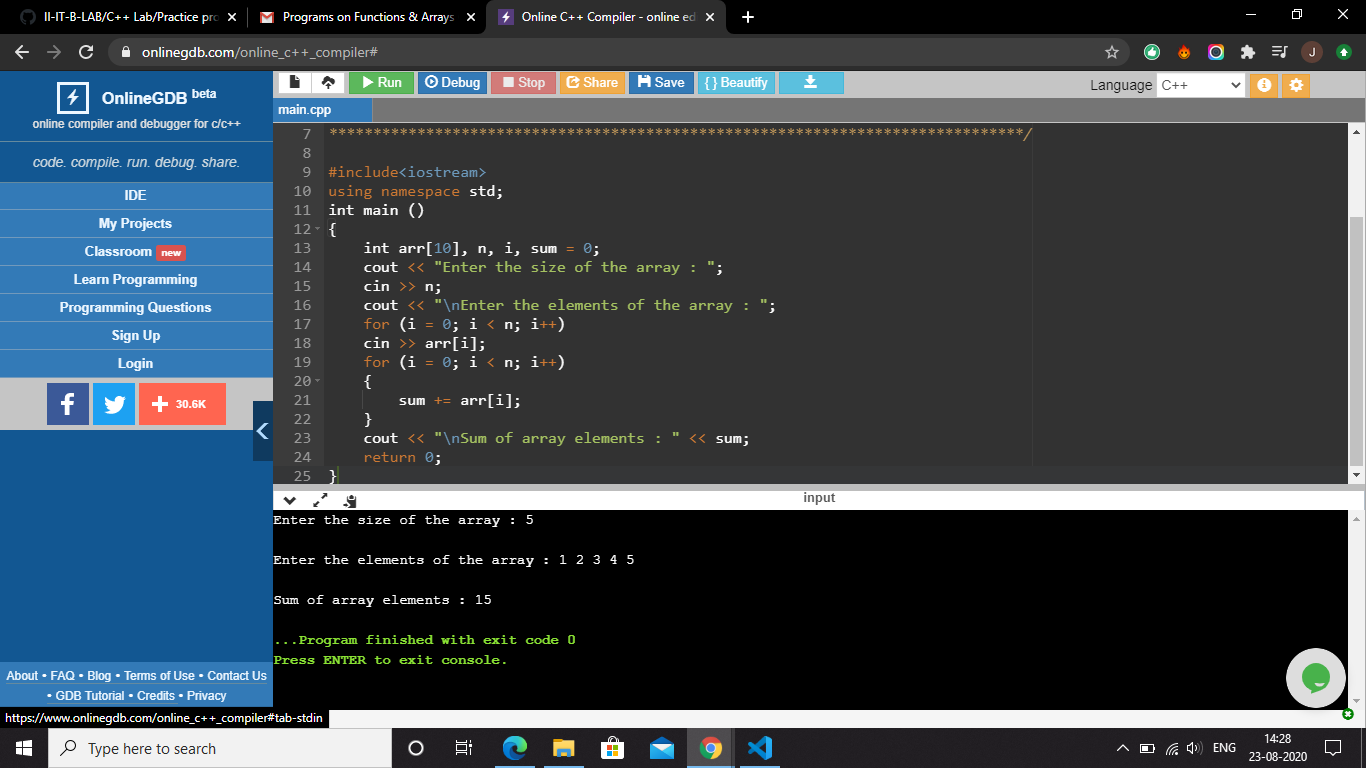 II-IT-B-LAB/C++ Lab/Practice pro
Programs on Functions & Arrays
Online C++ Compiler - online ed
onlinegdb.com/online_c++_compiler#
J
OnlineGDB beta
online compiler and debugger for c/c++
code. compile. run. debug. share.
IDE
My Projects
Classroom new
Learn Programming
Programming Questions
Sign Up
Login
30.6K
About • FAQ • Blog • Terms of Use • Contact Us
• GDB Tutorial • Credits • Privacy
Run
Debug
Stop
Share
Save
{ } Beautify
Language C++
main.cpp
7 *******************************************************************************/
8
9 #include<iostream>
10 using namespace std;
11 int main ()
12 {
13     int arr[10], n, i, sum = 0;
14     cout << "Enter the size of the array : ";
15     cin >> n;
16     cout << "\nEnter the elements of the array : ";
17     for (i = 0; i < n; i++)
18     cin >> arr[i];
19     for (i = 0; i < n; i++)
20     {
21         sum += arr[i];
22     }
23     cout << "\nSum of array elements : " << sum;
24     return 0;
25 }
input
Enter the size of the array : 5
Enter the elements of the array : 1 2 3 4 5
Sum of array elements : 15
...Program finished with exit code 0
Press ENTER to exit console.
https://www.onlinegdb.com/online_c++_compiler#tab-stdin
Type here to search
ENG
14:28
23-08-2020